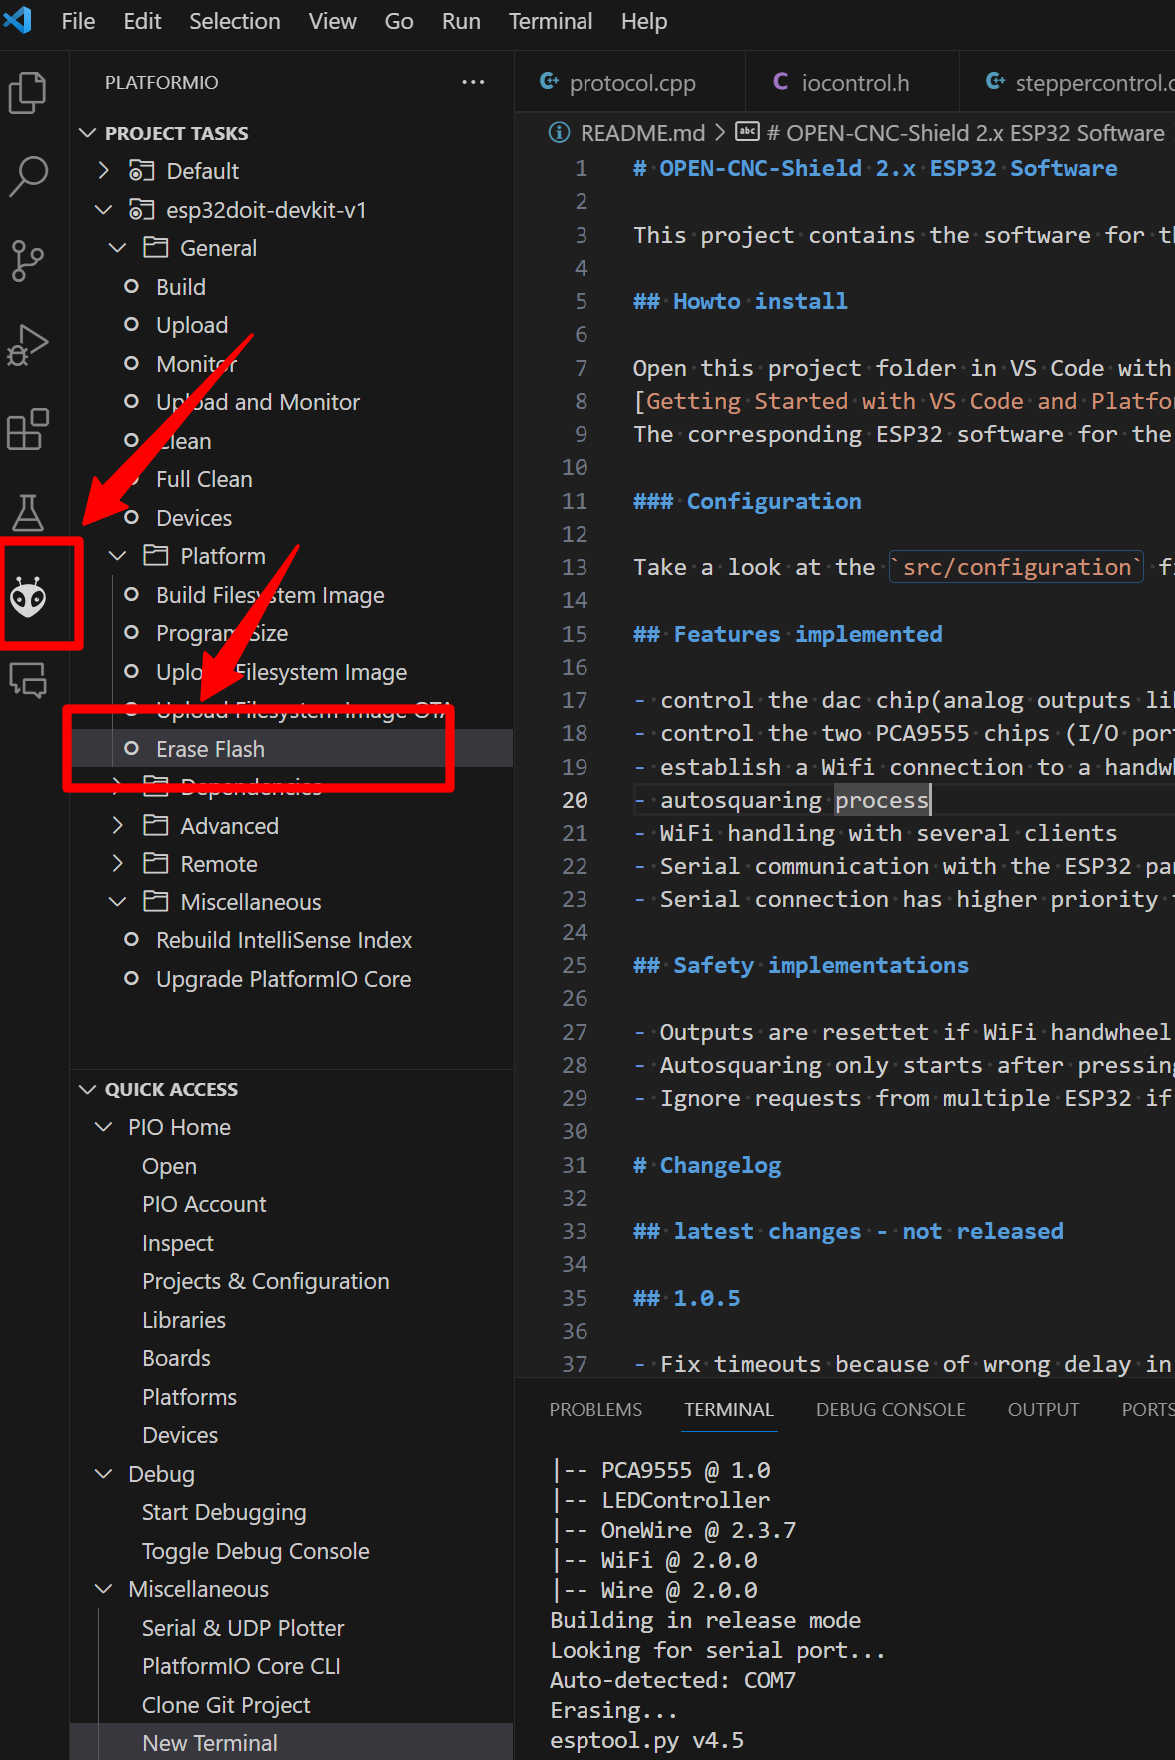 File Edit Selection View Go Run Terminal Help
PLATFORMIO
PROJECT TASKS
Default
esp32doit-devkit-v1
General
Build
Upload
Monitor
Upload and Monitor
Clean
Full Clean
Devices
Platform
Build Filesystem Image
Program Size
Upload Filesystem Image
Upload Filesystem Image OTA
Erase Flash
Dependencies
Advanced
Remote
Miscellaneous
Rebuild IntelliSense Index
Upgrade PlatformIO Core
QUICK ACCESS
PIO Home
Open
PIO Account
Inspect
Projects & Configuration
Libraries
Boards
Platforms
Devices
Debug
Start Debugging
Toggle Debug Console
Miscellaneous
Serial & UDP Plotter
PlatformIO Core CLI
Clone Git Project
New Terminal
protocol.cpp iocontrol.h steppercontrol.c
README.md > # OPEN-CNC-Shield 2.x ESP32 Software
1 # OPEN-CNC-Shield 2.x ESP32 Software
2
3 This project contains the software for th
4
5 ## Howto install
6
7 Open this project folder in VS Code with
8 [Getting Started with VS Code and Platfor
9 The corresponding ESP32 software for the
10
11 ### Configuration
12
13 Take a look at the `src/configuration` fi
14
15 ## Features implemented
16
17 - control the dac chip(analog outputs lik
18 - control the two PCA9555 chips (I/O port
19 - establish a Wifi connection to a handwh
20 - autosquaring process
21 - WiFi handling with several clients
22 - Serial communication with the ESP32 pan
23 - Serial connection has higher priority t
24
25 ## Safety implementations
26
27 - Outputs are resettet if WiFi handwheel
28 - Autosquaring only starts after pressing
29 - Ignore requests from multiple ESP32 if
30
31 # Changelog
32
33 ## latest changes - not released
34
35 ## 1.0.5
36
37 - Fix timeouts because of wrong delay in
PROBLEMS TERMINAL DEBUG CONSOLE OUTPUT PORTS
|-- PCA9555 @ 1.0
|-- LEDController
|-- OneWire @ 2.3.7
|-- WiFi @ 2.0.0
|-- Wire @ 2.0.0
Building in release mode
Looking for serial port...
Auto-detected: COM7
Erasing...
esptool.py v4.5